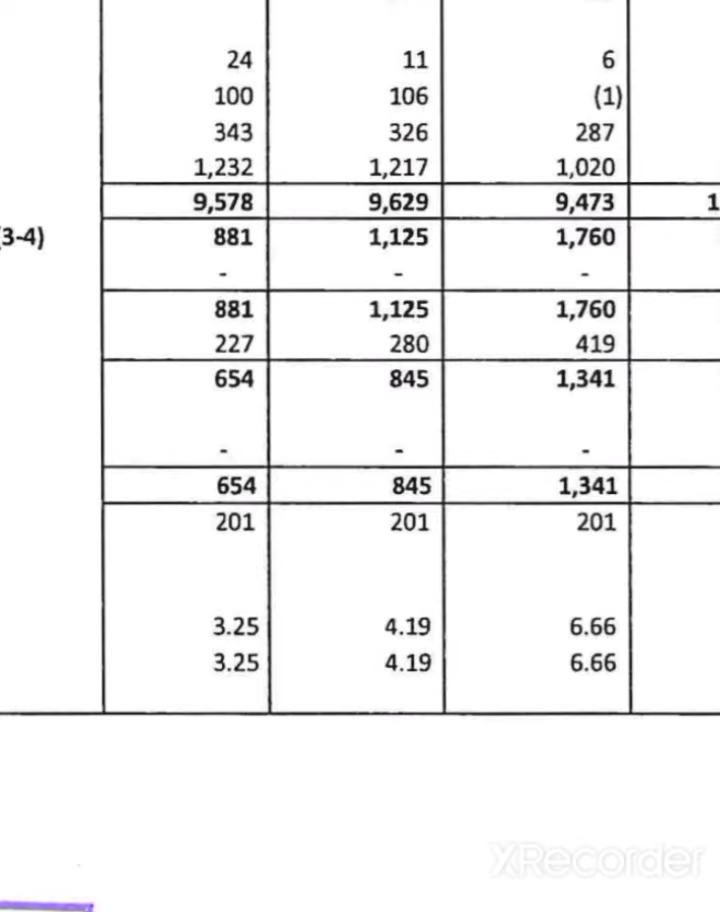 24 11 6
100 106 (1)
343 326 287
1,232 1,217 1,020
9,578 9,629 9,473 1
(3-4) 881 1,125 1,760
- - -
881 1,125 1,760
227 280 419
654 845 1,341
- - -
654 845 1,341
201 201 201
3.25 4.19 6.66
3.25 4.19 6.66
XRecorder